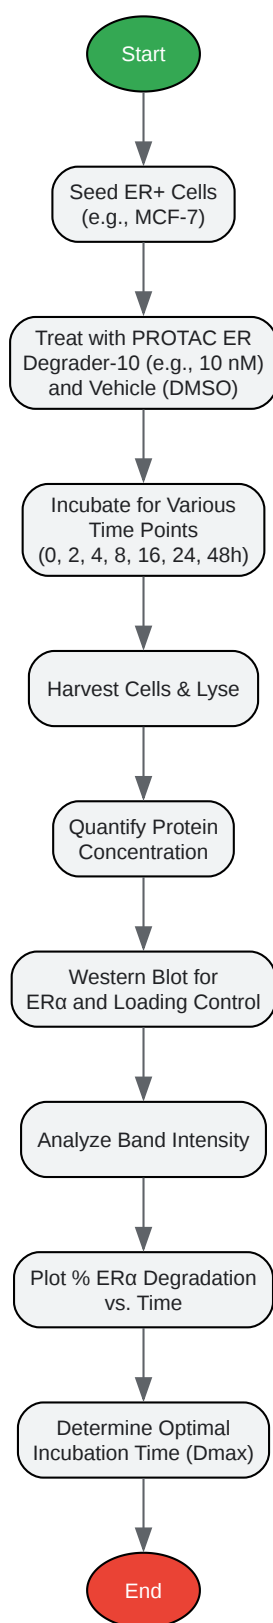 Start
Seed ER+ Cells
(e.g., MCF-7)
Treat with PROTAC ER
Degrader-10 (e.g., 10 nM)
and Vehicle (DMSO)
Incubate for Various
Time Points
(0, 2, 4, 8, 16, 24, 48h)
Harvest Cells & Lyse
Quantify Protein
Concentration
Western Blot for
ERα and Loading Control
Analyze Band Intensity
Plot % ERα Degradation
vs. Time
Determine Optimal
Incubation Time (Dmax)
End